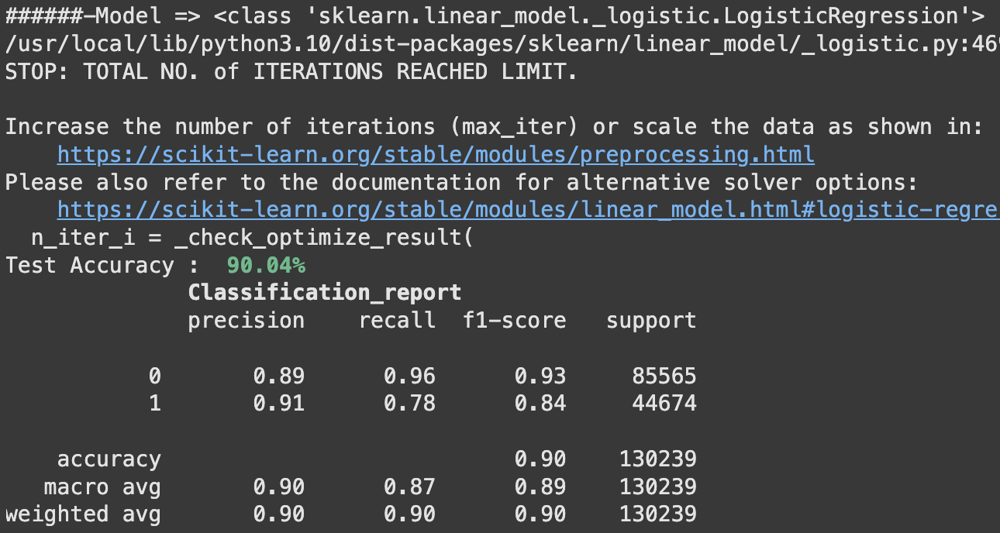 ######-Model => <class 'sklearn.linear_model._logistic.LogisticRegression'>
/usr/local/lib/python3.10/dist-packages/sklearn/linear_model/_logistic.py:469
STOP: TOTAL NO. of ITERATIONS REACHED LIMIT.
Increase the number of iterations (max_iter) or scale the data as shown in:
https://scikit-learn.org/stable/modules/preprocessing.html
Please also refer to the documentation for alternative solver options:
https://scikit-learn.org/stable/modules/linear_model.html#logistic-regre
n_iter_i = _check_optimize_result(
Test Accuracy : 90.04%
Classification_report
precision recall f1-score support
0 0.89 0.96 0.93 85565
1 0.91 0.78 0.84 44674
accuracy 0.90 130239
macro avg 0.90 0.87 0.89 130239
weighted avg 0.90 0.90 0.90 130239